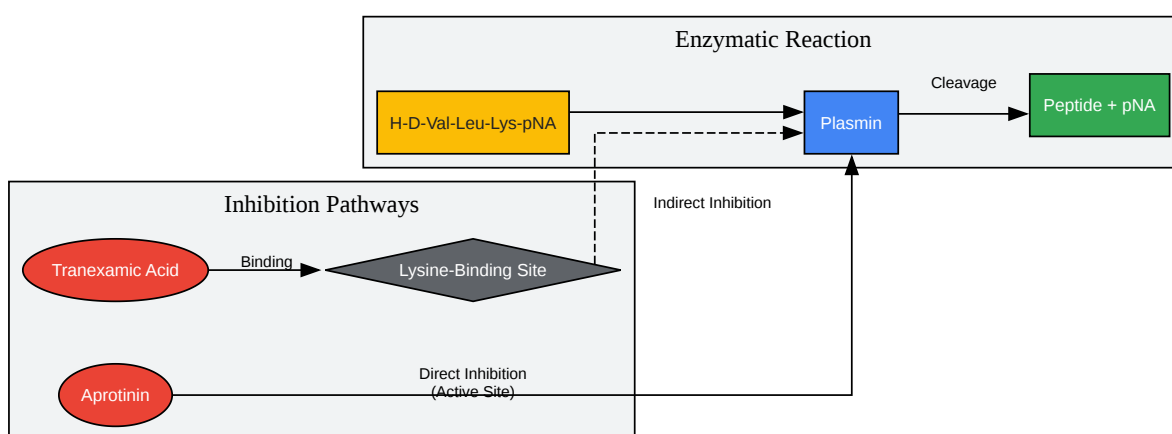 Enzymatic Reaction
H-D-Val-Leu-Lys-pNA
Plasmin
Cleavage
Peptide + pNA
Inhibition Pathways
Indirect Inhibition
Tranexamic Acid
Binding
Lysine-Binding Site
Aprotinin
Direct Inhibition
(Active Site)